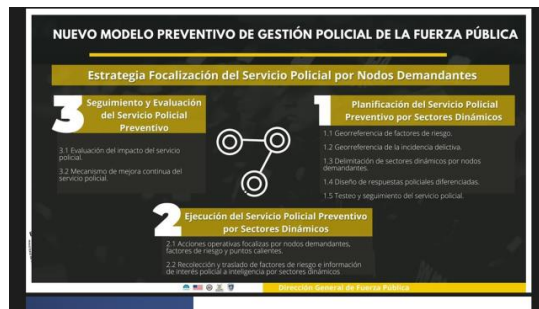 NUEVO MODELO PREVENTIVO DE GESTIÓN POLICIAL DE LA FUERZA PÚBLICA
Estrategia Focalización del Servicio Policial por Nodos Demandantes
3
Seguimiento y Evaluación
del Servicio Policial
Preventivo
3.1 Evaluación del impacto del servicio
policial.
3.2 Mecanismo de mejora continua del
servicio policial.
1
Planificación del Servicio Policial
Preventivo por Sectores Dinámicos
1.1 Georreferencia de factores de riesgo.
1.2 Georreferencia de la incidencia delictiva.
1.3 Delimitación de sectores dinámicos por nodos
demandantes.
1.4 Diseño de respuestas policiales diferenciadas.
1.5 Testeo y seguimiento del servicio policial.
2
Ejecución del Servicio Policial Preventivo
por Sectores Dinámicos
2.1 Acciones operativas focalizas por nodos demandantes,
factores de riesgo y puntos calientes.
2.2 Recolección y traslado de factores de riesgo e información
de interés policial a inteligencia por sectores dinámicos
Dirección General de Fuerza Pública